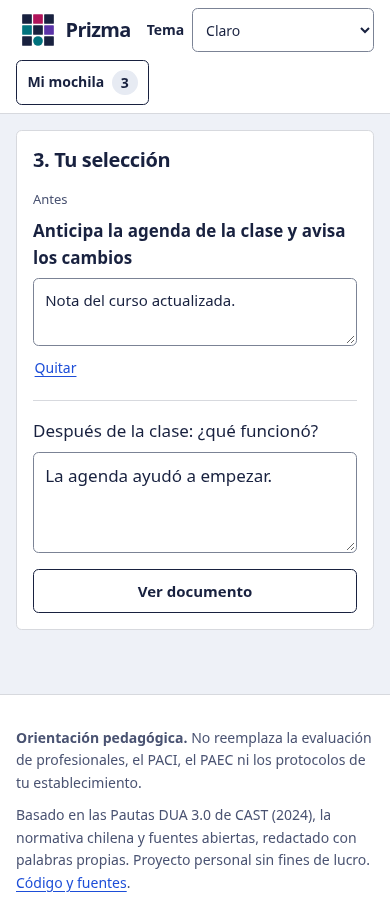 Prizma
Tema
Claro
Mi mochila 3
3. Tu selección
Antes
Anticipa la agenda de la clase y avisa
los cambios
Nota del curso actualizada.
Quitar
Después de la clase: ¿qué funcionó?
La agenda ayudó a empezar.
Ver documento
Orientación pedagógica. No reemplaza la evaluación
de profesionales, el PACI, el PAEC ni los protocolos de
tu establecimiento.
Basado en las Pautas DUA 3.0 de CAST (2024), la
normativa chilena y fuentes abiertas, redactado con
palabras propias. Proyecto personal sin fines de lucro.
Código y fuentes.